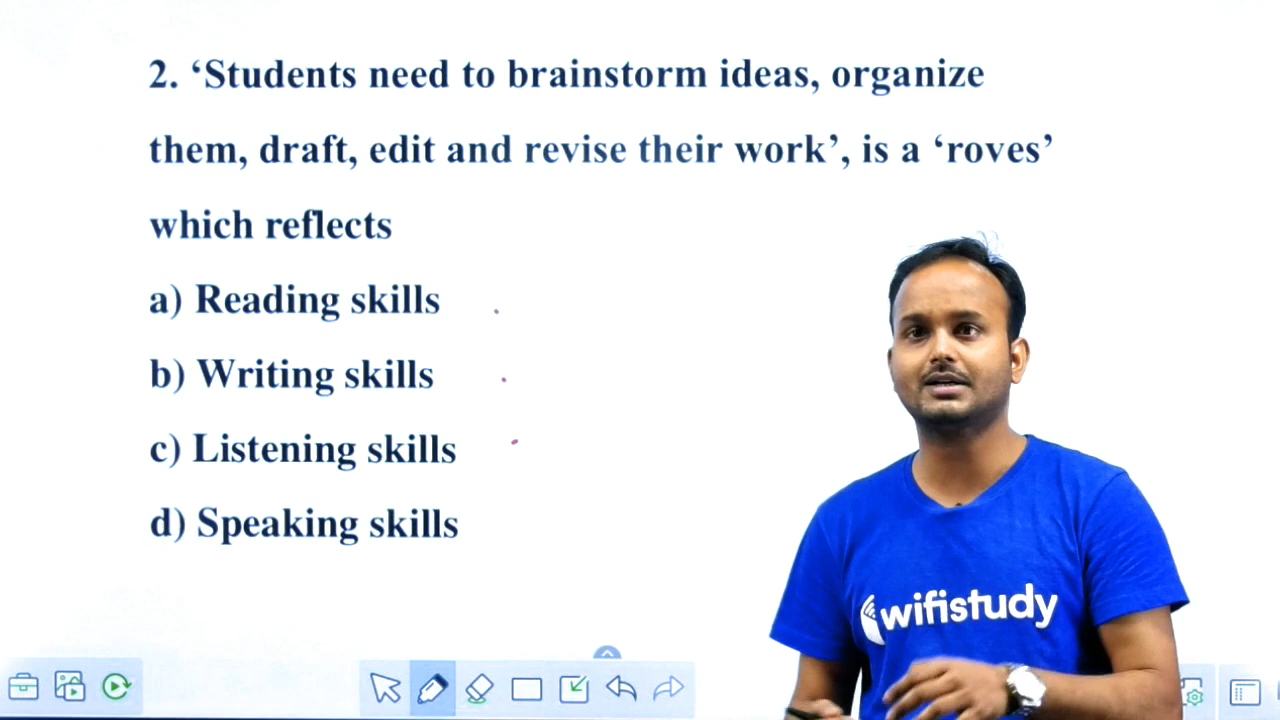 2. ‘Students need to brainstorm ideas, organize
them, draft, edit and revise their work’, is a ‘roves’
which reflects
a) Reading skills
b) Writing skills
c) Listening skills
d) Speaking skills
wifistudy